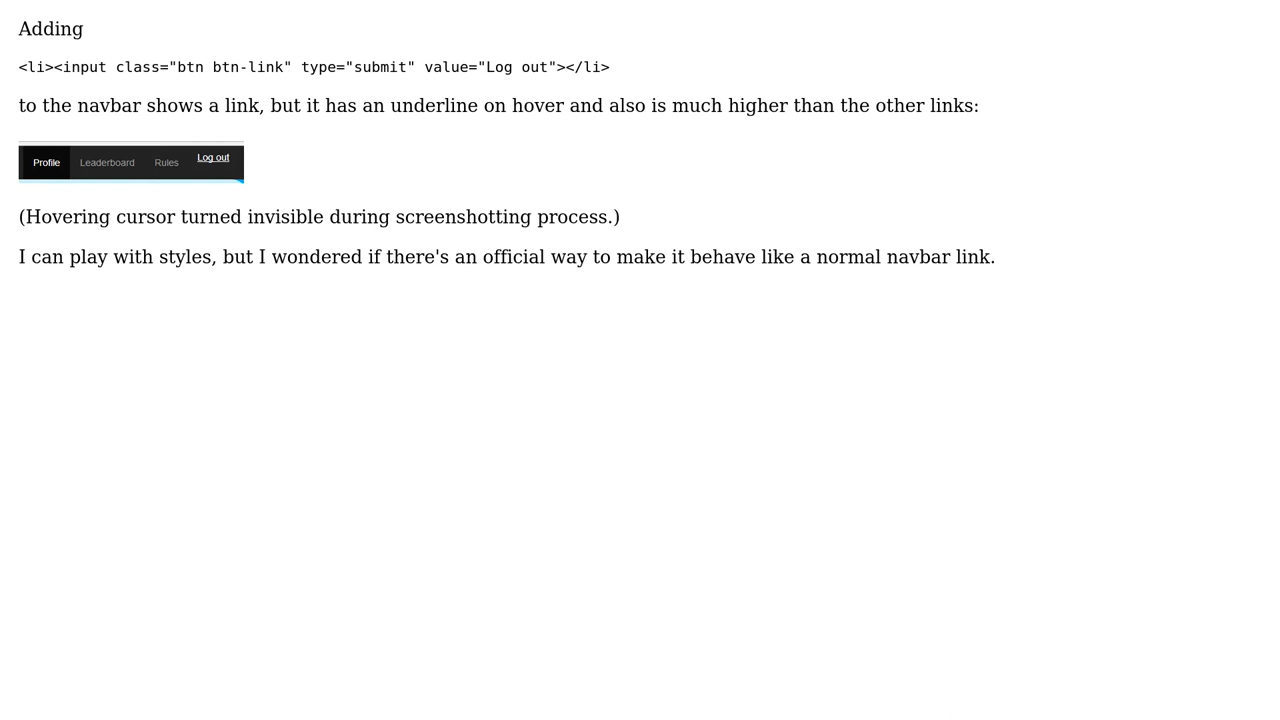 Adding
<li><input class="btn btn-link" type="submit" value="Log out"></li>
to the navbar shows a link, but it has an underline on hover and also is much higher than the other links:
Profile Leaderboard Rules Log out
(Hovering cursor turned invisible during screenshotting process.)
I can play with styles, but I wondered if there's an official way to make it behave like a normal navbar link.